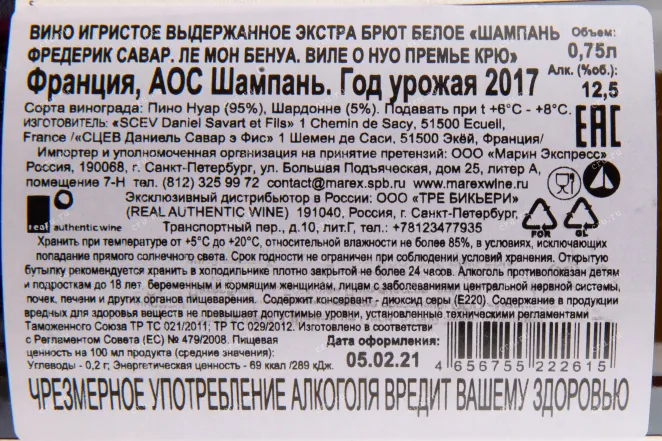 ВИНО ИГРИСТОЕ ВЫДЕРЖАННОЕ ЭКСТРА БРЮТ БЕЛОЕ «ШАМПАНЬ
ФРЕДЕРИК САВАР. ЛЕ МОН БЕНУА. ВИЛЕ О НУО ПРЕМЬЕ КРЮ»
Франция, АОС Шампань. Год урожая 2017
Объем:
0,75л
Алк. (%об.):
12,5
Сорта винограда: Пино Нуар (95%), Шардонне (5%). Подавать при t +6°C - +8°C.
ИЗГОТОВИТЕЛЬ: «SCEV Daniel Savart et Fils» 1 Chemin de Sacy, 51500 Ecueil,
France /«СЦЕВ Даниель Савар э Фис» 1 Шемен де Саси, 51500 Экёй, Франция/
EAC
Импортер и уполномоченная организация на принятие претензий: ООО «Марин Экспресс»
Россия, 190068, г. Санкт-Петербург, ул. Большая Подъяческая, дом 25, литер А,
помещение 7-Н тел. (812) 325 99 72 contact@marex.spb.ru www.marexwine.ru
Эксклюзивный дистрибьютор в России: ООО «ТРЕ БИКЬЕРИ»
(REAL AUTHENTIC WINE) 191040, Россия, г. Санкт-Петербург,
Транспортный пер., д.10, лит.Г, тел.: +78123477935
real authentic wine
FOR
GL
Хранить при температуре от +5°C до +20°C, относительной влажности не более 85%, в условиях, исключающих
попадание прямого солнечного света. Срок годности не ограничен при соблюдении условий хранения. Открытую
бутылку рекомендуется хранить в холодильнике плотно закрытой не более 24 часов. Алкоголь противопоказан детям
и подросткам до 18 лет, беременным и кормящим женщинам, лицам с заболеваниями центральной нервной системы,
почек, печени и других органов пищеварения. Содержит консервант - диоксид серы (Е220). Содержание в продукции
вредных для здоровья веществ не превышает допустимые уровни, установленные техническими регламентами
Таможенного Союза ТР ТС 021/2011; ТР ТС 029/2012. Изготовлено в соответствии
с Регламентом Совета (ЕС) № 479/2008. Пищевая
ценность на 100 мл продукта (средние значения):
Углеводы - 0,2 г; Энергетическая ценность - 69 ккал /289 кДж.
Дата оформления:
05.02.21
4 656755 222615
ЧРЕЗМЕРНОЕ УПОТРЕБЛЕНИЕ АЛКОГОЛЯ ВРЕДИТ ВАШЕМУ ЗДОРОВЬЮ